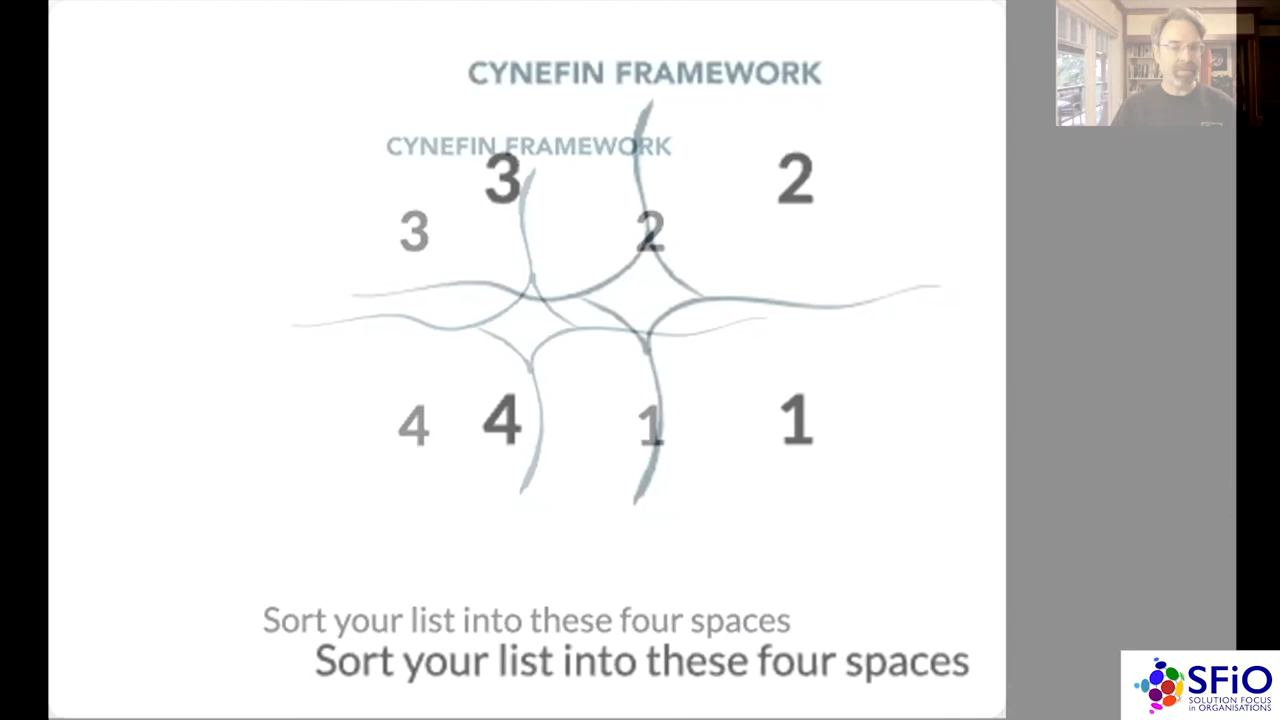 CYNEFIN FRAMEWORK
CYNEFIN FRAMEWORK
3
2
3
2
4
4
1
1
Sort your list into these four spaces
Sort your list into these four spaces
SFiO
SOLUTION FOCUS
in ORGANISATIONS